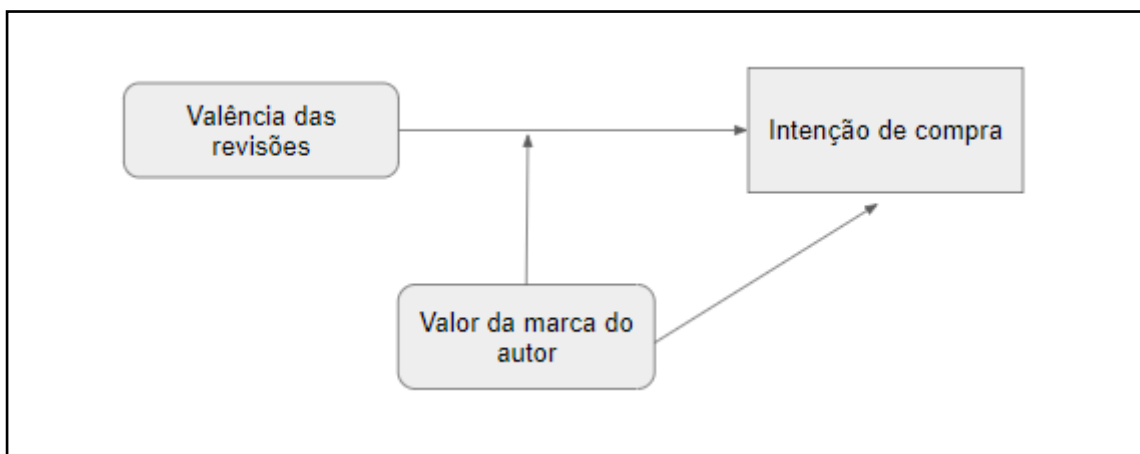 Valência das
revisões
Intenção de compra
Valor da marca do
autor